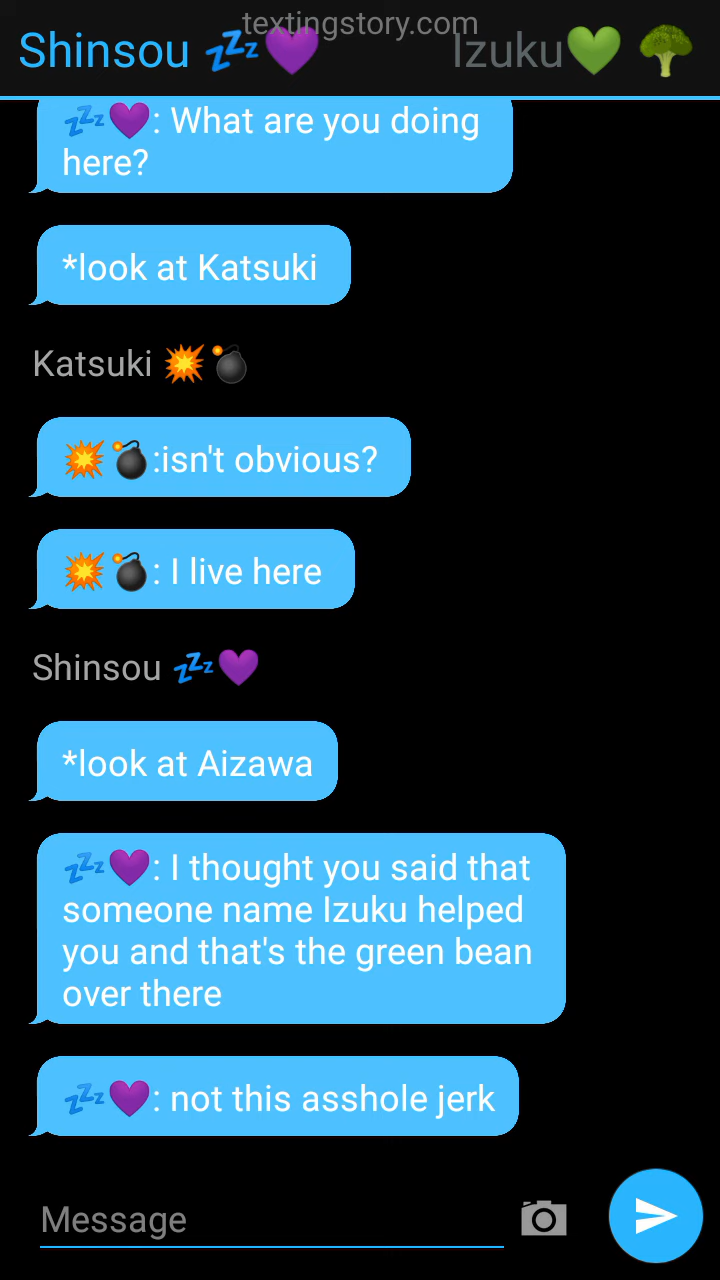 textingstory.com
Shinsou 💤💜 Izuku💚 🥦
💤💜: What are you doing
here?
*look at Katsuki
Katsuki 💥💣
💥💣:isn't obvious?
💥💣: I live here
Shinsou 💤💜
*look at Aizawa
💤💜: I thought you said that
someone name Izuku helped
you and that's the green bean
over there
💤💜: not this asshole jerk
Message